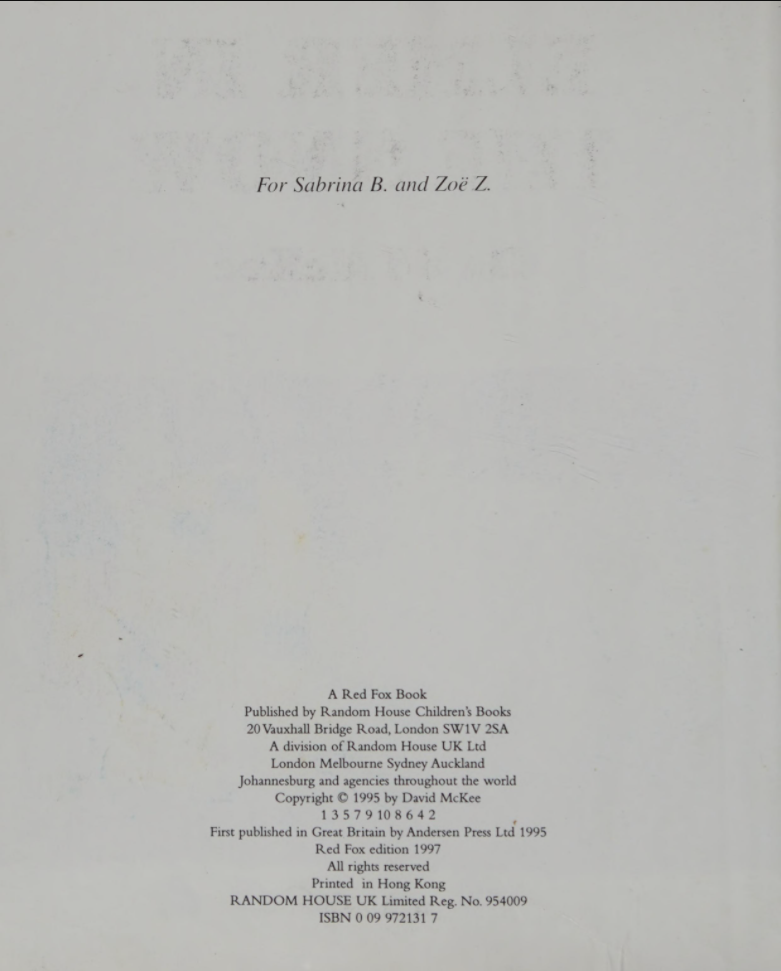 For Sabrina B. and Zoë Z.
A Red Fox Book
Published by Random House Children's Books
20 Vauxhall Bridge Road, London SW1V 2SA
A division of Random House UK Ltd
London Melbourne Sydney Auckland
Johannesburg and agencies throughout the world
Copyright © 1995 by David McKee
1 3 5 7 9 10 8 6 4 2
First published in Great Britain by Andersen Press Ltd 1995
Red Fox edition 1997
All rights reserved
Printed in Hong Kong
RANDOM HOUSE UK Limited Reg. No. 954009
ISBN 0 09 972131 7